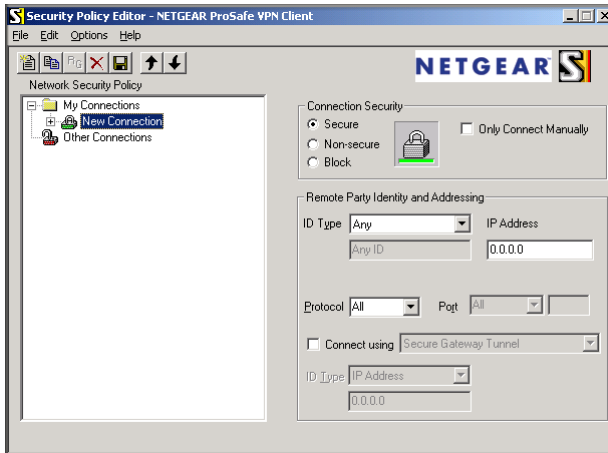 Security Policy Editor - NETGEAR ProSafe VPN Client
File Edit Options Help
NETGEAR
Network Security Policy
My Connections
New Connection
Other Connections
Connection Security
Secure
Non-secure
Block
Only Connect Manually
Remote Party Identity and Addressing
ID Type Any IP Address
Any ID 0.0.0.0
Protocol All Port All
Connect using Secure Gateway Tunnel
ID Type IP Address
0.0.0.0